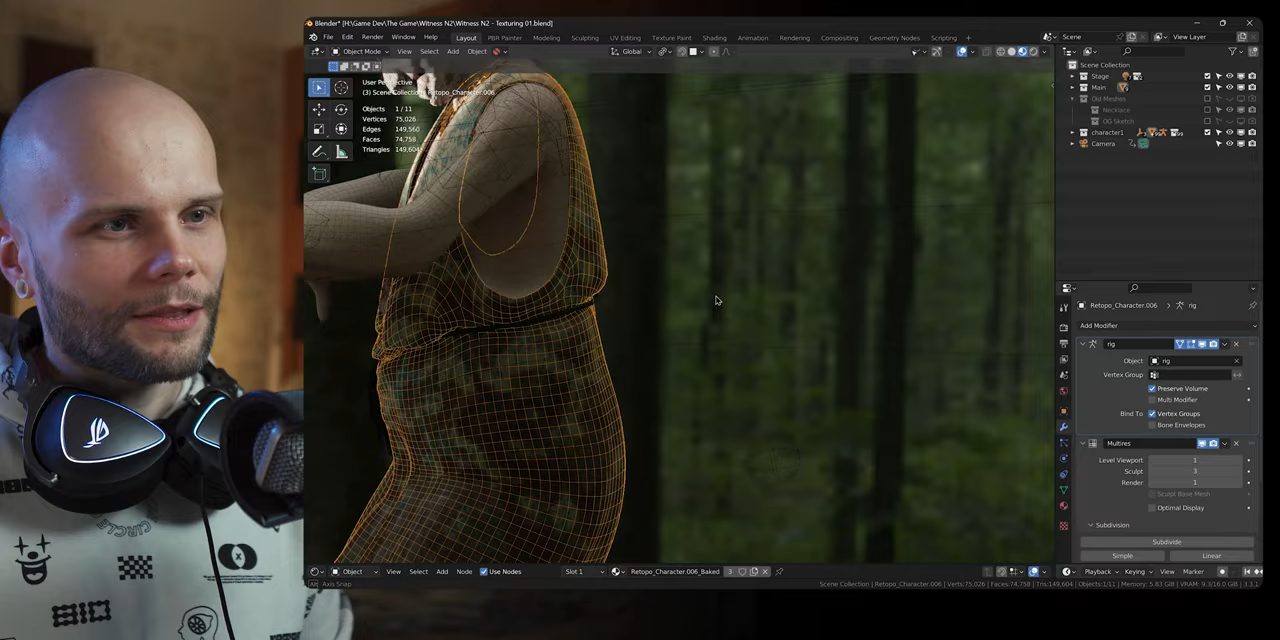 Blender* [H:\Game Dev\The Game\Witness N2\Witness N2 - Texturing 01.blend]
File Edit Render Window Help Layout PBR Painter Modeling Sculpting UV Editing Texture Paint Shading Animation Rendering Compositing Geometry Nodes Scripting + Scene View Layer
Object Mode View Select Add Object Global
User Perspective
(3) Scene Collection | Retopo_Character.006
Objects 1/11
Vertices 75,026
Edges 149,560
Faces 74,758
Triangles 149,604
Scene Collection
Stage
Main
Old Meshes
Necklace
OG Sketch
character1
Camera
Retopo_Character.006 > rig
Add Modifier
rig
Object rig
Vertex Group
Preserve Volume
Multi Modifier
Bind To Vertex Groups
Bone Envelopes
Multires
Level Viewport 1
Sculpt 3
Render 1
Sculpt Base Mesh
Optimal Display
Subdivision
Subdivide
Simple Linear
Object View Select Add Node Use Nodes Slot 1 Retopo_Character.006_Baked 3
Playback Keying View Marker
Axis Snap
Scene Collection | Retopo_Character.006 | Verts:75,026 | Faces:74,758 | Tris:149,604 | Objects:1/11 | Memory: 5.83 GiB | VRAM: 9.3/16.0 GiB | 3.3.1
CIRCLE